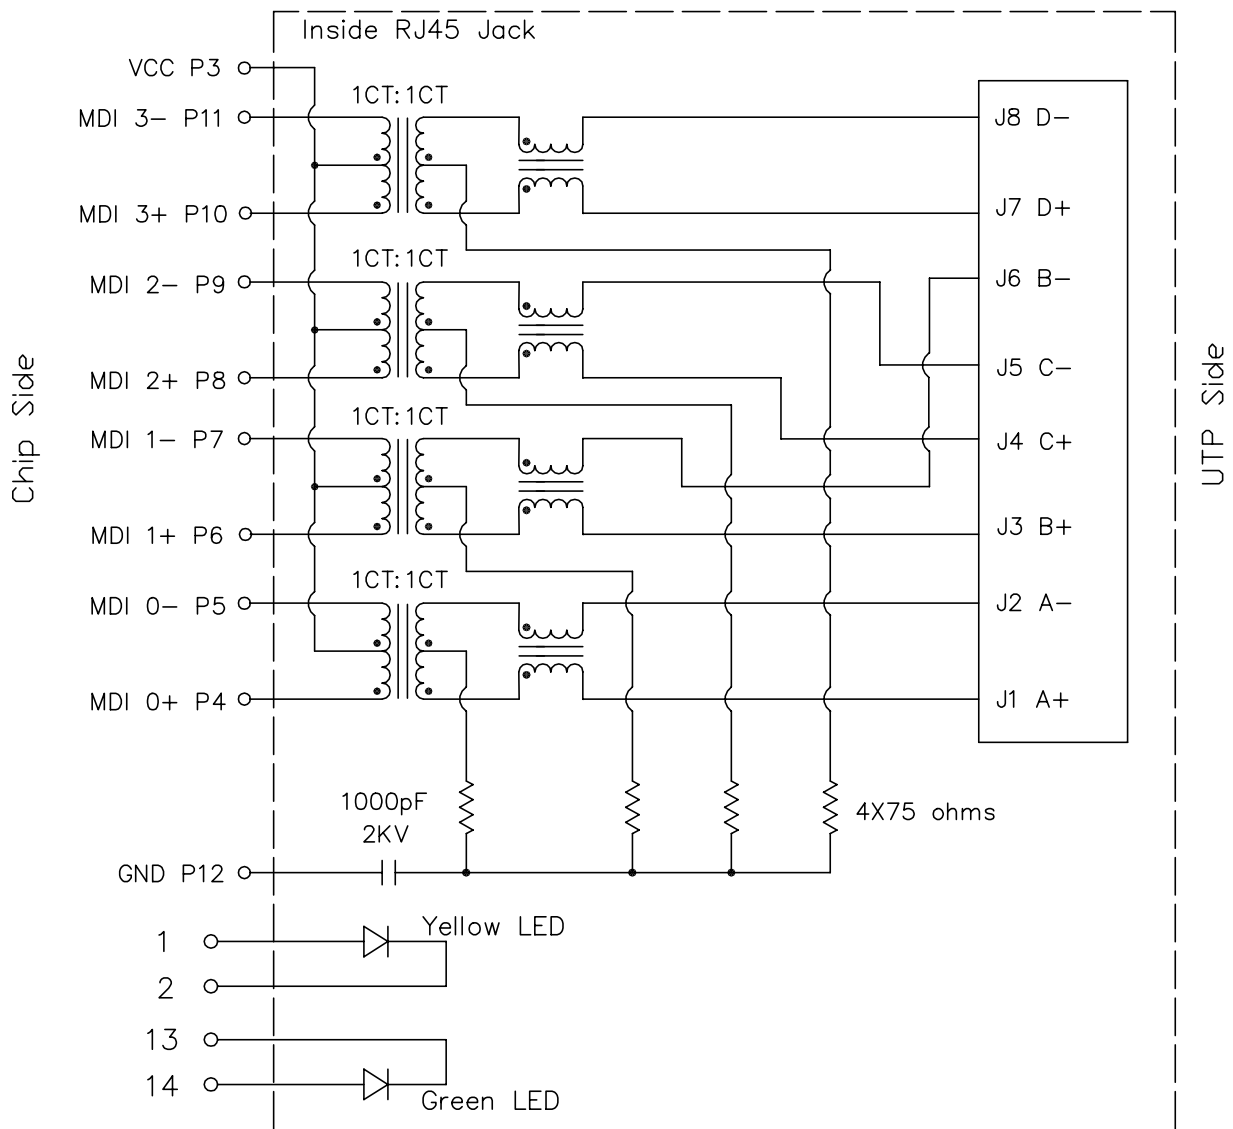 Inside RJ45 Jack
VCC P3
1CT:1CT
MDI 3- P11
J8 D-
MDI 3+ P10
J7 D+
1CT:1CT
MDI 2- P9
J6 B-
J5 C-
MDI 2+ P8
1CT:1CT
MDI 1- P7
J4 C+
MDI 1+ P6
J3 B+
1CT:1CT
MDI 0- P5
J2 A-
MDI 0+ P4
J1 A+
Chip Side
UTP Side
1000pF
2KV
4X75 ohms
GND P12
1
Yellow LED
2
13
14
Green LED